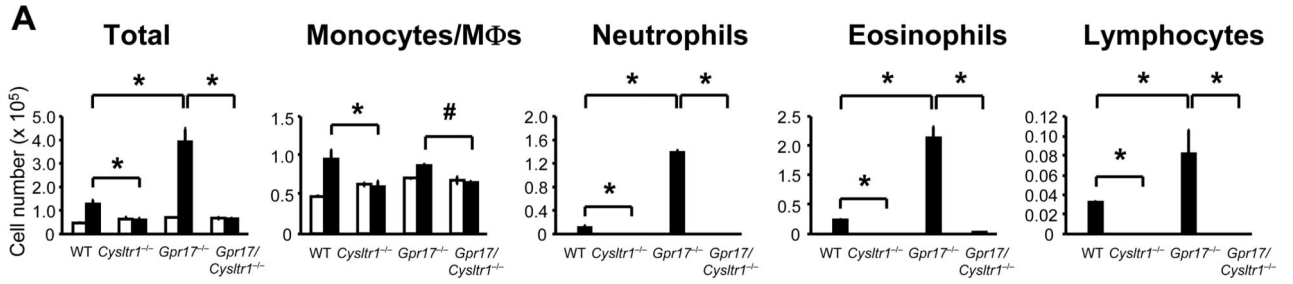 A
Total Monocytes/MΦs Neutrophils Eosinophils Lymphocytes
* * * * * * * *
* #
* * * *
Cell number (x 10⁵)
5.0 4.0 3.0 2.0 1.0 0
1.5 1.0 0.5 0
2.0 1.6 1.2 0.8 0.4 0
2.5 2.0 1.5 1.0 0.5 0
0.12 0.10 0.08 0.06 0.04 0.02 0
WT Cysltr1⁻/⁻ Gpr17⁻/⁻ Gpr17/
Cysltr1⁻/⁻
WT Cysltr1⁻/⁻ Gpr17⁻/⁻ Gpr17/
Cysltr1⁻/⁻
WT Cysltr1⁻/⁻ Gpr17⁻/⁻ Gpr17/
Cysltr1⁻/⁻
WT Cysltr1⁻/⁻ Gpr17⁻/⁻ Gpr17/
Cysltr1⁻/⁻
WT Cysltr1⁻/⁻ Gpr17⁻/⁻ Gpr17/
Cysltr1⁻/⁻